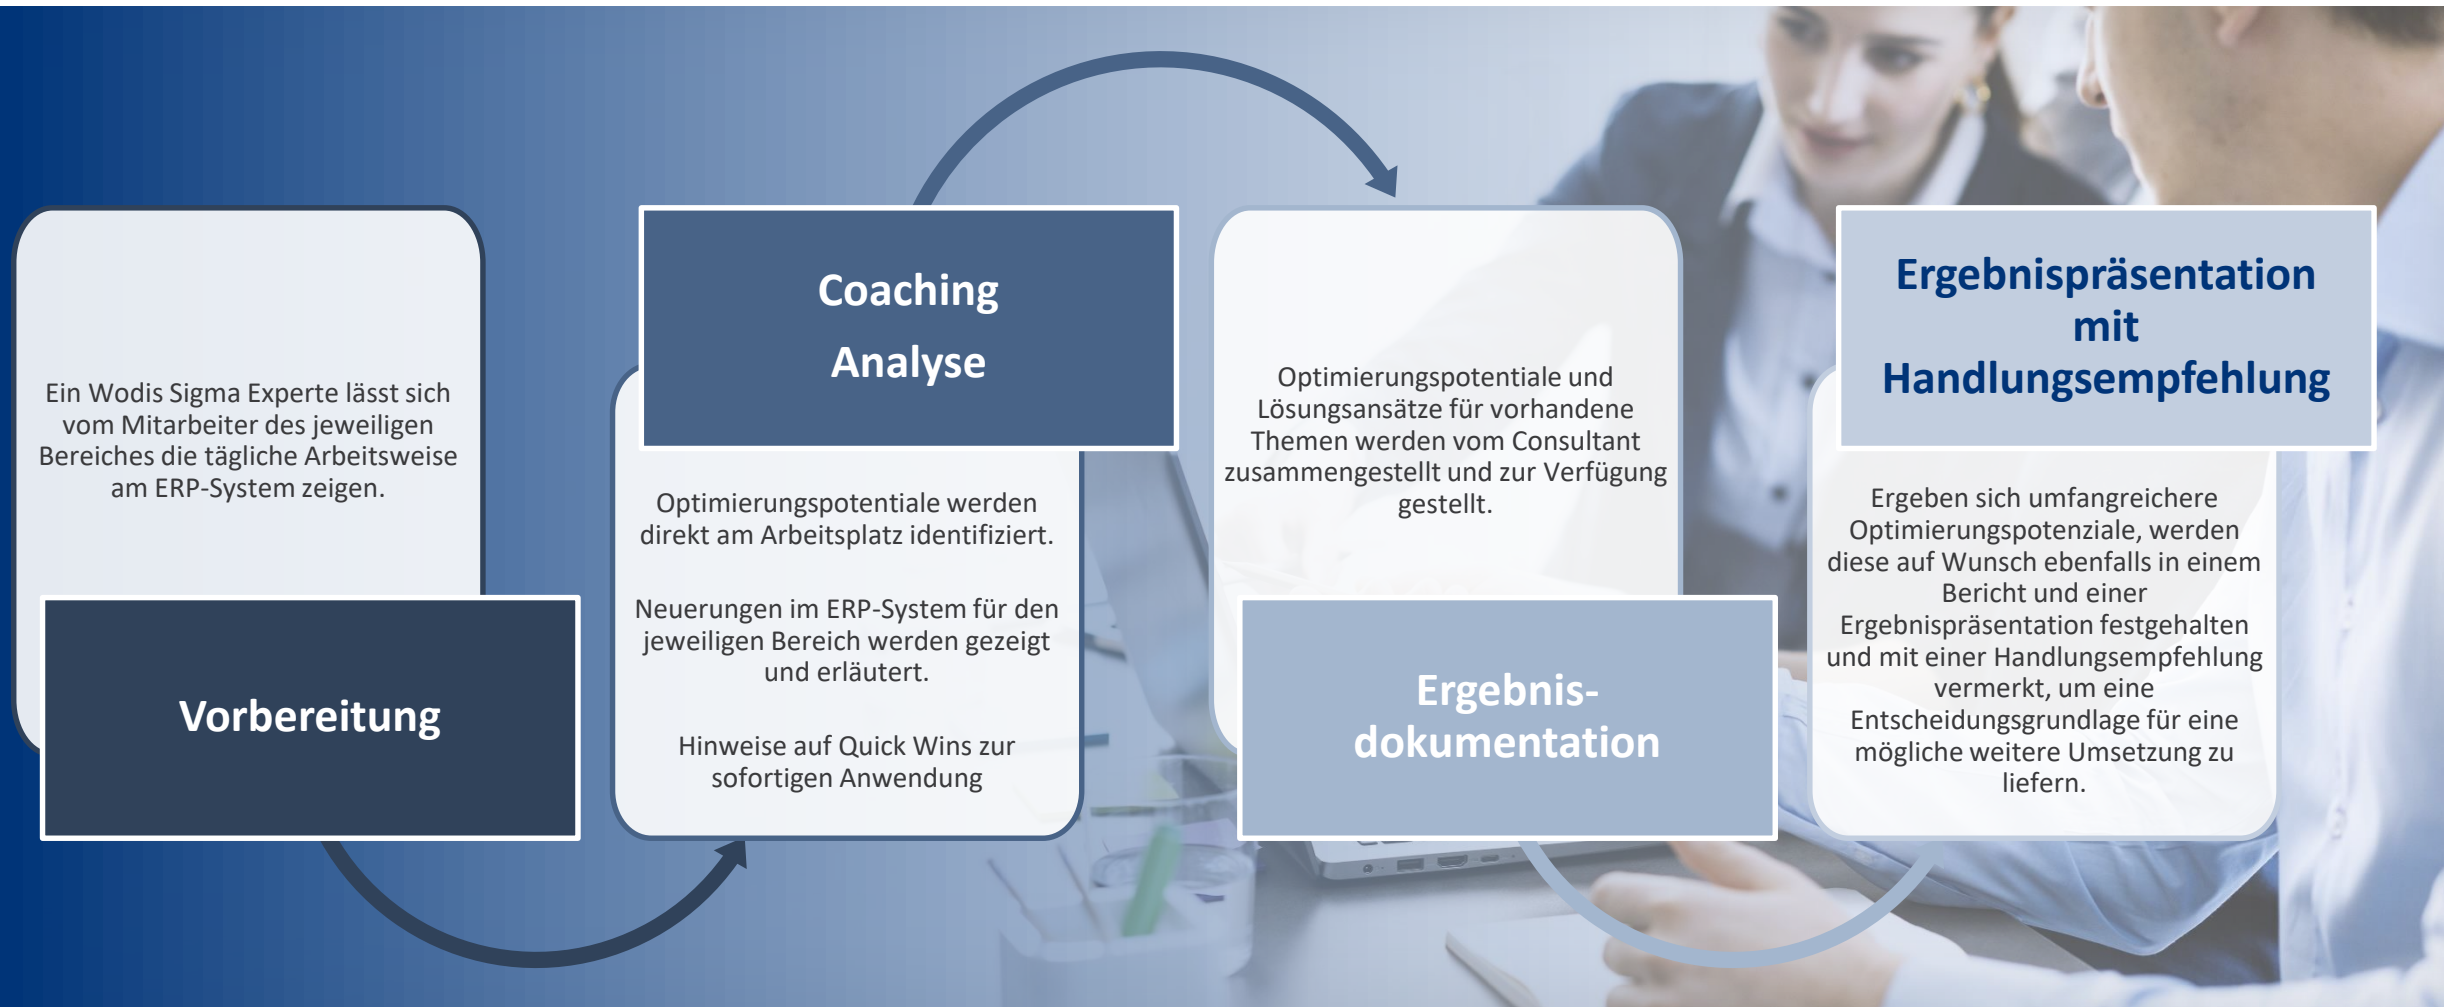 Ein Wodis Sigma Experte lässt sich
vom Mitarbeiter des jeweiligen
Bereiches die tägliche Arbeitsweise
am ERP-System zeigen.
Vorbereitung
Coaching
Analyse
Optimierungspotentiale werden
direkt am Arbeitsplatz identifiziert.
Neuerungen im ERP-System für den
jeweiligen Bereich werden gezeigt
und erläutert.
Hinweise auf Quick Wins zur
sofortigen Anwendung
Optimierungspotentiale und
Lösungsansätze für vorhandene
Themen werden vom Consultant
zusammengestellt und zur Verfügung
gestellt.
Ergebnis-
dokumentation
Ergebnispräsentation
mit
Handlungsempfehlung
Ergeben sich umfangreichere
Optimierungspotenziale, werden
diese auf Wunsch ebenfalls in einem
Bericht und einer
Ergebnispräsentation festgehalten
und mit einer Handlungsempfehlung
vermerkt, um eine
Entscheidungsgrundlage für eine
mögliche weitere Umsetzung zu
liefern.